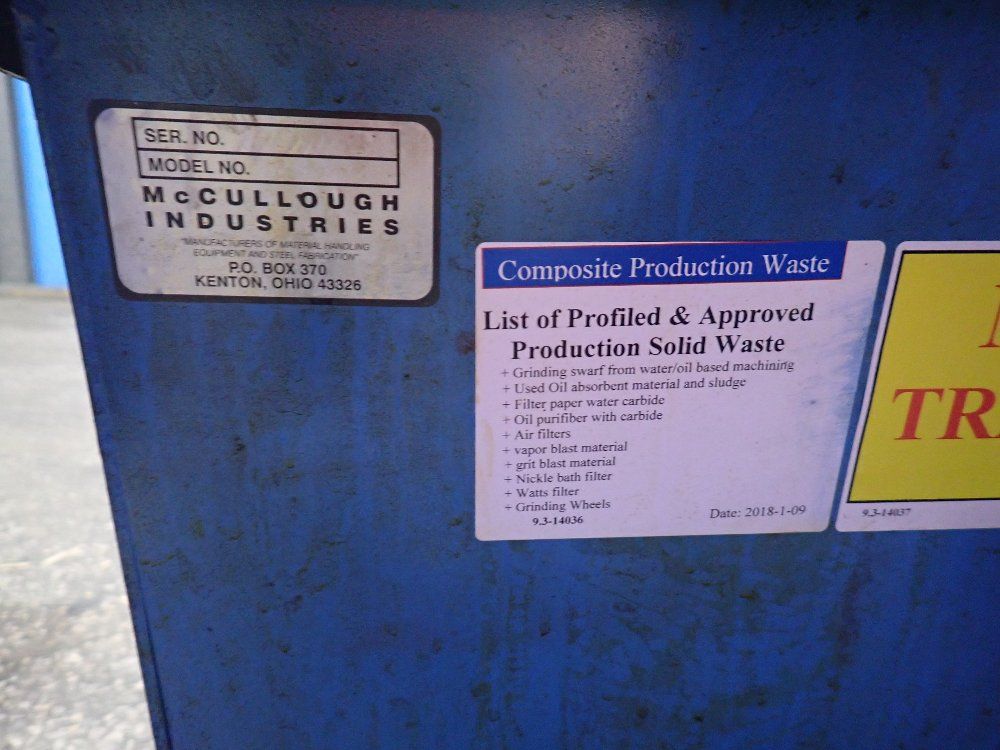 SER. NO.
MODEL NO.
McCULLOUGH
INDUSTRIES
"MANUFACTURERS OF MATERIAL HANDLING
EQUIPMENT AND STEEL FABRICATION"
P.O. BOX 370
KENTON, OHIO 43326
Composite Production Waste
List of Profiled & Approved
Production Solid Waste
+ Grinding swarf from water/oil based machining
+ Used Oil absorbent material and sludge
+ Filter paper water carbide
+ Oil purifiber with carbide
+ Air filters
+ vapor blast material
+ grit blast material
+ Nickle bath filter
+ Watts filter
+ Grinding Wheels
9.3-14036
Date: 2018-1-09
TR
9.3-14037